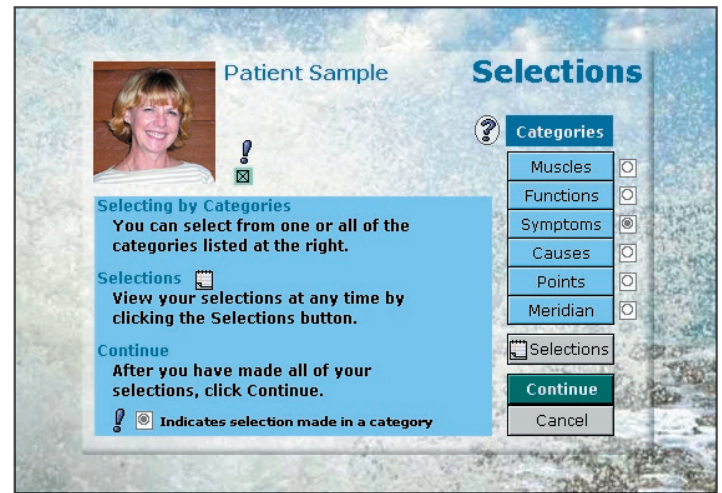 Patient Sample
Selections
?
Categories
!
Muscles
Functions
Selecting by Categories
You can select from one or all of the
categories listed at the right.
Symptoms
Causes
Points
Meridian
Selections
View your selections at any time by
clicking the Selections button.
Selections
Continue
After you have made all of your
selections, click Continue.
! Indicates selection made in a category
Continue
Cancel